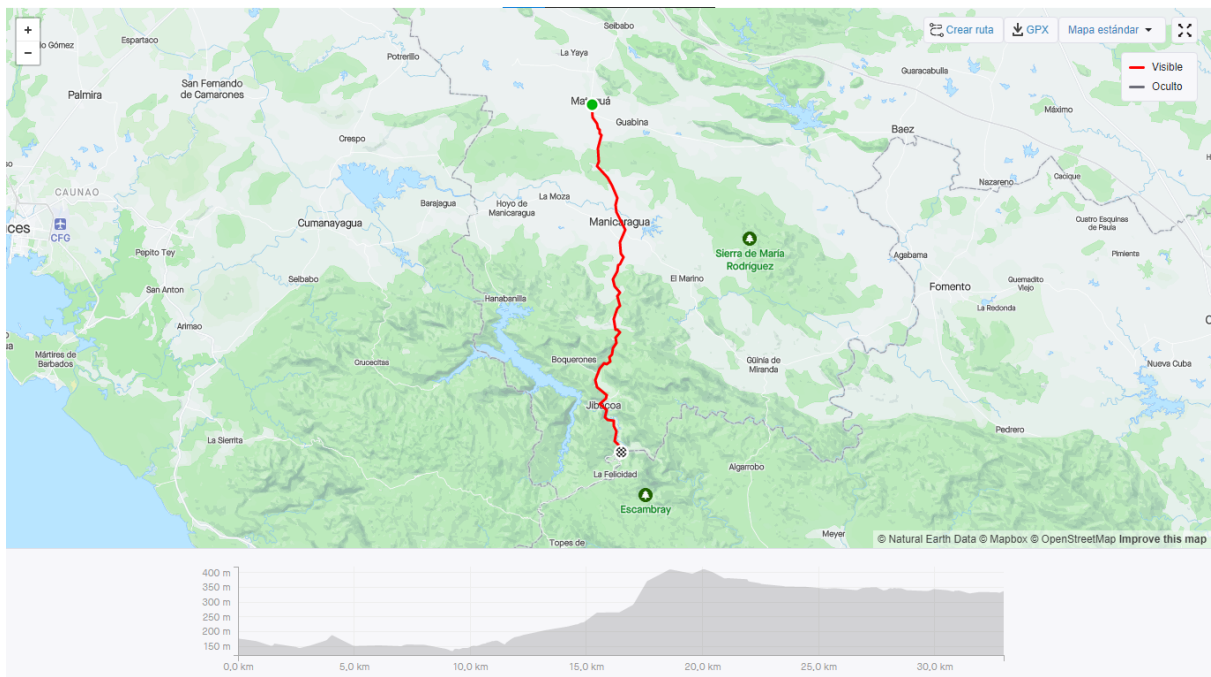 +
−
Crear ruta
GPX
Mapa estándar
Visible
Oculto
Seibabo
Espartaco
La Yaya
Potrerillo
San Fernando
de Camarones
Palmira
Guaracabulla
Máximo
Guabina
Baez
Crespo
Nazareno
Cacique
CAUNAO
Barajagua
Hoyo de
Manicaragua
La Moza
Cumanayagua
Manicaragua
Cuatro Esquinas
de Paula
CFG
Pepito Tey
Sierra de María
Rodríguez
Agabama
Pimienta
San Anton
Seibabo
El Marino
Fomento
Quemadito
Viejo
Hanabanilla
La Redonda
Arimao
Mártires de
Barbados
Crucecitas
Boquerones
Güinía de
Miranda
Nueva Cuba
Jibacoa
La Sierrita
Pedrero
La Felicidad
Algarrobo
Escambray
Meyer
Topes de
© Natural Earth Data © Mapbox © OpenStreetMap Improve this map
400 m
350 m
300 m
250 m
200 m
150 m
0,0 km
5,0 km
10,0 km
15,0 km
20,0 km
25,0 km
30,0 km